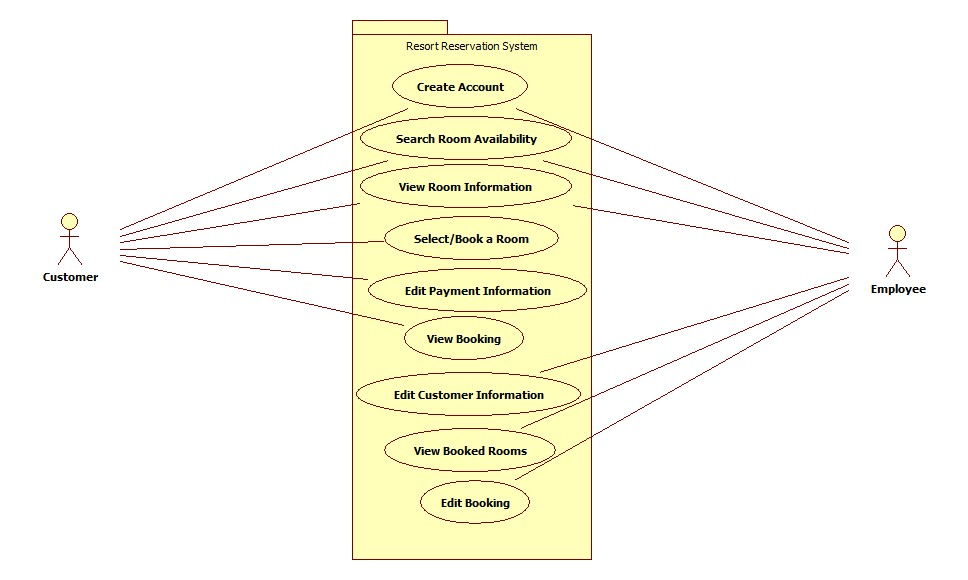 Resort Reservation System
Create Account
Search Room Availability
View Room Information
Select/Book a Room
Customer
Employee
Edit Payment Information
View Booking
Edit Customer Information
View Booked Rooms
Edit Booking